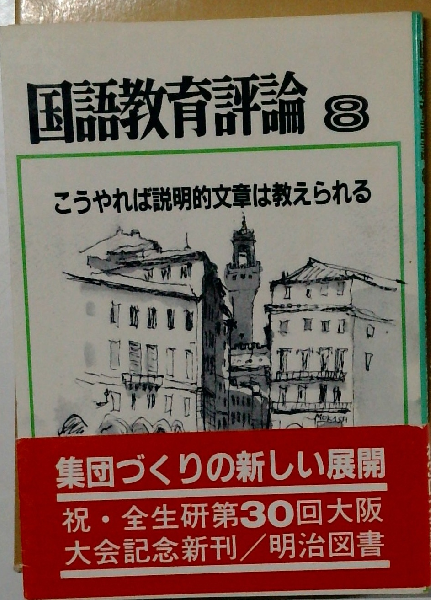 国語教育評論 8
こうやれば説明的文章は教えられる
集団づくりの新しい展開
祝・全生研第30回大阪
大会記念新刊／明治図書